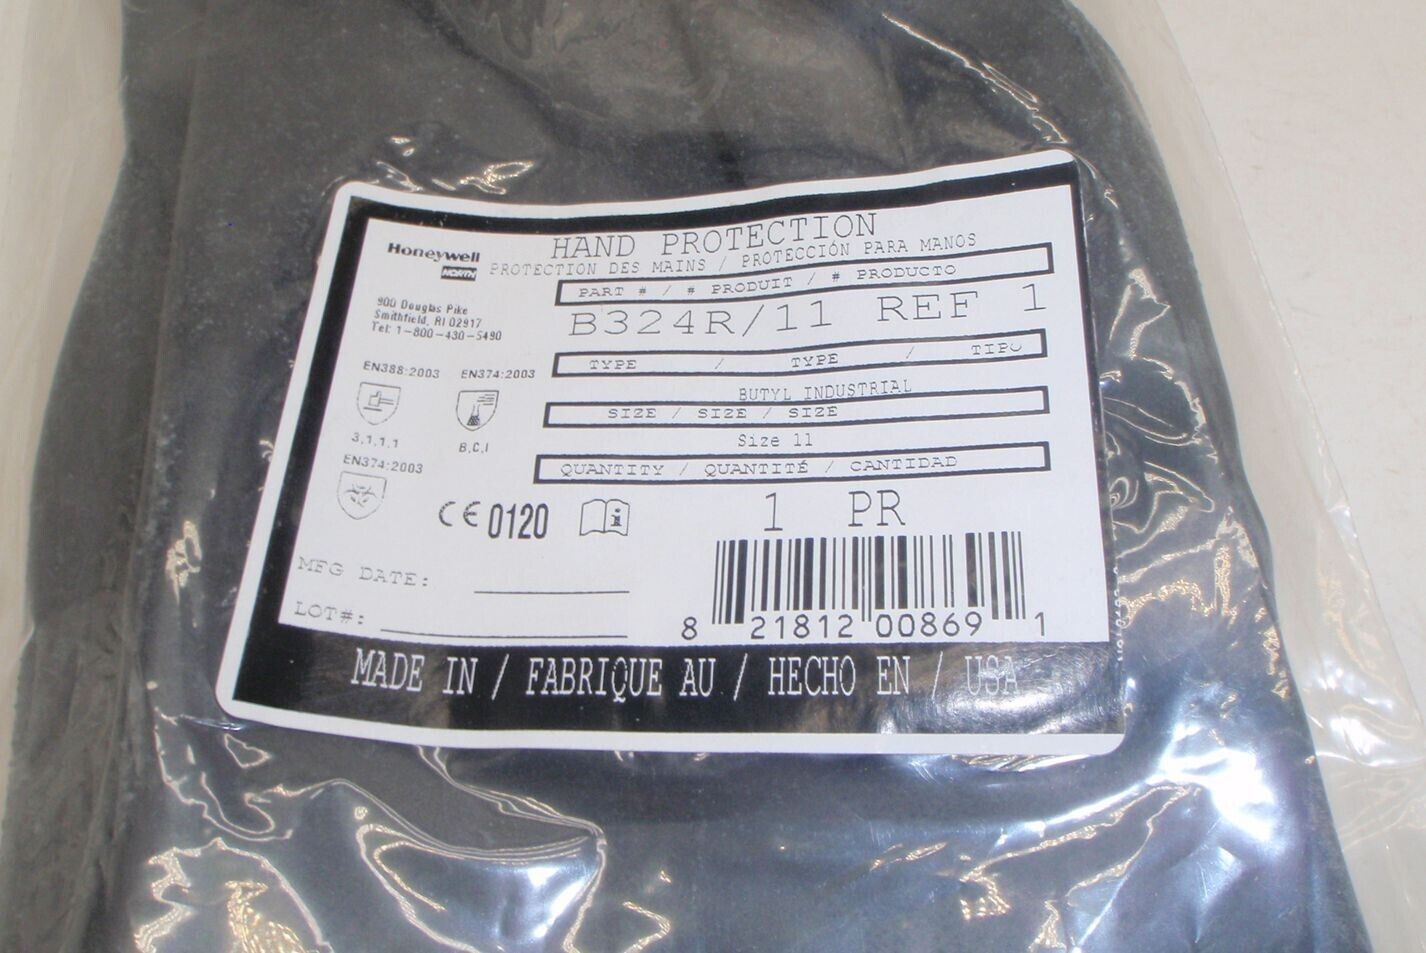 HAND PROTECTION
Honeywell
NORTH
PROTECTION DES MAINS / PROTECCIÓN PARA MANOS
PART # / # PRODUIT / # PRODUCTO
900 Douglas Pike
Smithfield, RI 02917
Tel: 1-800-430-5490
B324R/11 REF 1
TYPE / TYPE / TIPO
EN388:2003 EN374:2003
BUTYL INDUSTRIAL
SIZE / SIZE / SIZE
3,1,1,1 B,C,I
Size 11
EN374:2003
QUANTITY / QUANTITÉ / CANTIDAD
CE 0120 i
1 PR
MFG DATE:
LOT#:
8 21812 00869 1
MADE IN / FABRIQUE AU / HECHO EN / USA